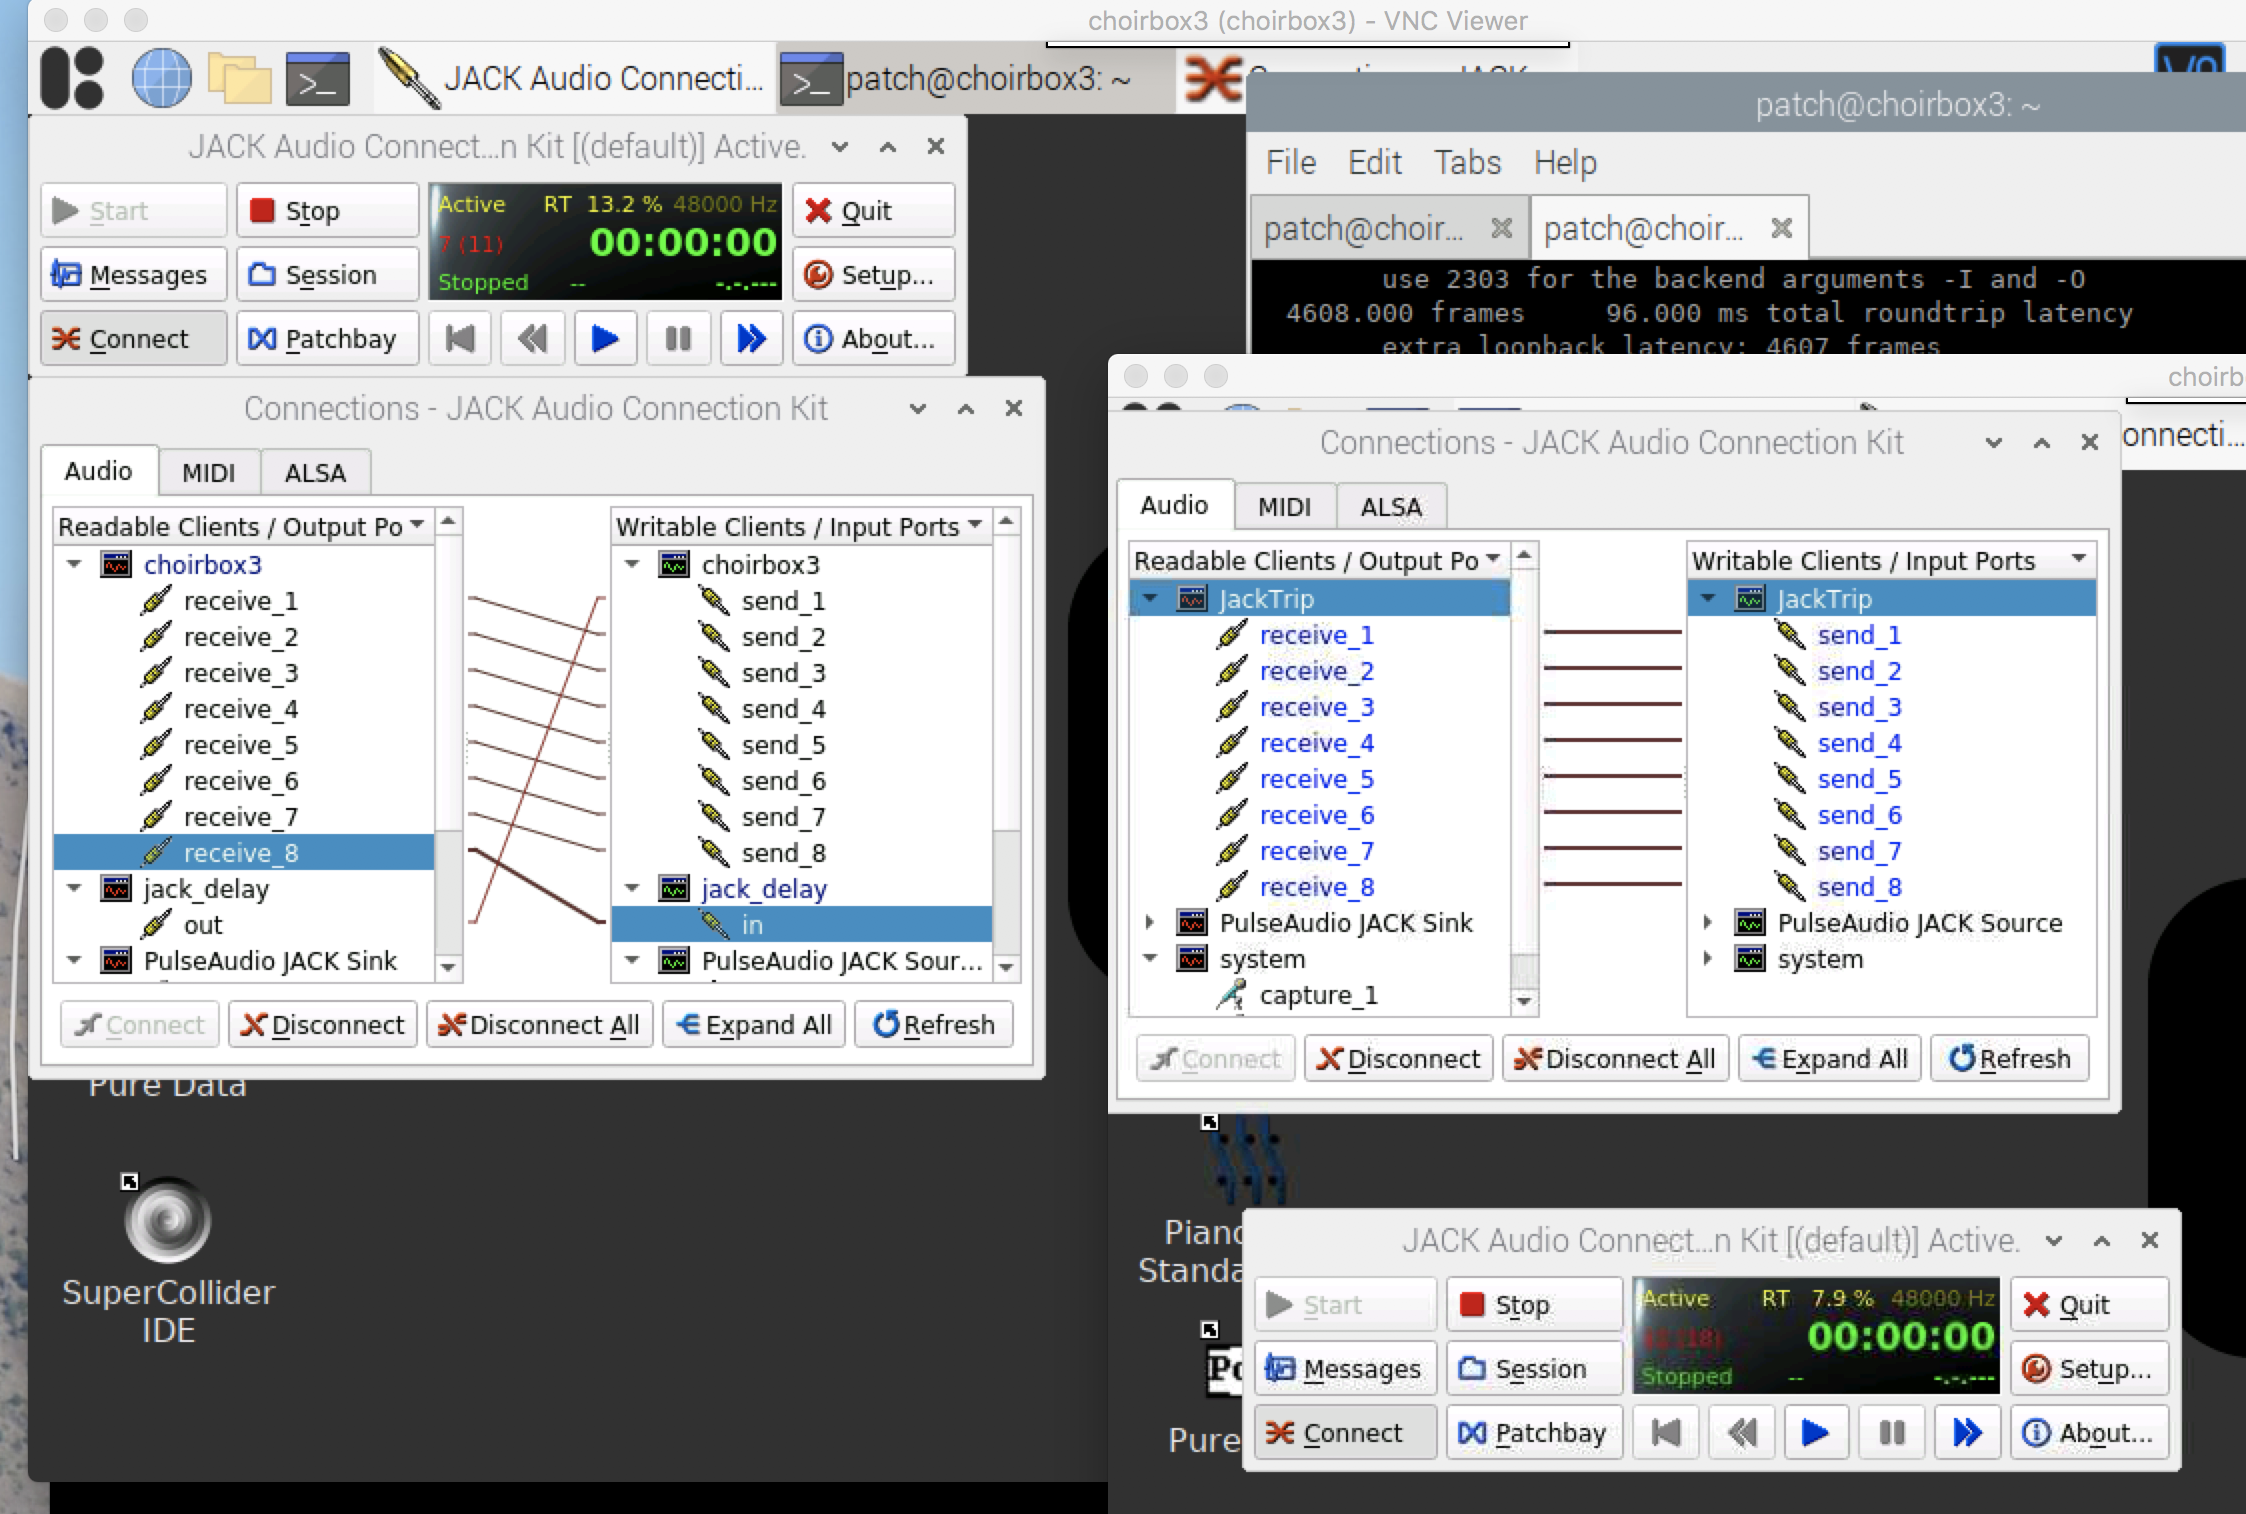 choirbox3 (choirbox3) - VNC Viewer
JACK Audio Connecti...
patch@choirbox3: ~
patch@choirbox3: ~
File Edit Tabs Help
patch@choir...
patch@choir...
use 2303 for the backend arguments -I and -O
4608.000 frames 96.000 ms total roundtrip latency
extra loopback latency: 4607 frames
JACK Audio Connect...n Kit [(default)] Active.
Start Stop
Active RT 13.2 % 48000 Hz
Quit
7 (11) 00:00:00
Messages Session
Stopped -- -.-.---
Setup...
Connect Patchbay About...
Connections - JACK Audio Connection Kit
Audio MIDI ALSA
Readable Clients / Output Po
Writable Clients / Input Ports
choirbox3
receive_1
receive_2
receive_3
receive_4
receive_5
receive_6
receive_7
receive_8
jack_delay
out
PulseAudio JACK Sink
choirbox3
send_1
send_2
send_3
send_4
send_5
send_6
send_7
send_8
jack_delay
in
PulseAudio JACK Sour...
Connect Disconnect Disconnect All Expand All Refresh
Pure Data
SuperCollider
IDE
choirb
onnecti...
Connections - JACK Audio Connection Kit
Audio MIDI ALSA
Readable Clients / Output Po
Writable Clients / Input Ports
JackTrip
receive_1
receive_2
receive_3
receive_4
receive_5
receive_6
receive_7
receive_8
PulseAudio JACK Sink
system
capture_1
JackTrip
send_1
send_2
send_3
send_4
send_5
send_6
send_7
send_8
PulseAudio JACK Source
system
Connect Disconnect Disconnect All Expand All Refresh
Piano
Standa
Pure
JACK Audio Connect...n Kit [(default)] Active.
Start Stop
Active RT 7.9 % 48000 Hz
Quit
00:00:00
Messages Session
Stopped -- -.-.---
Setup...
Connect Patchbay About...